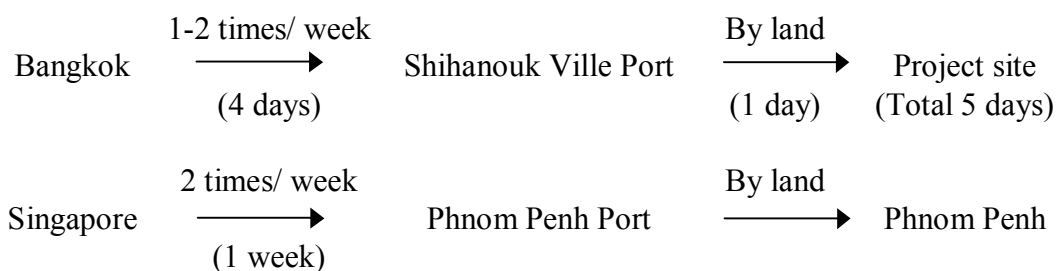 1-2 times/ week By land
Bangkok Shihanouk Ville Port Project site
(4 days) (1 day) (Total 5 days)
2 times/ week By land
Singapore Phnom Penh Port Phnom Penh
(1 week)